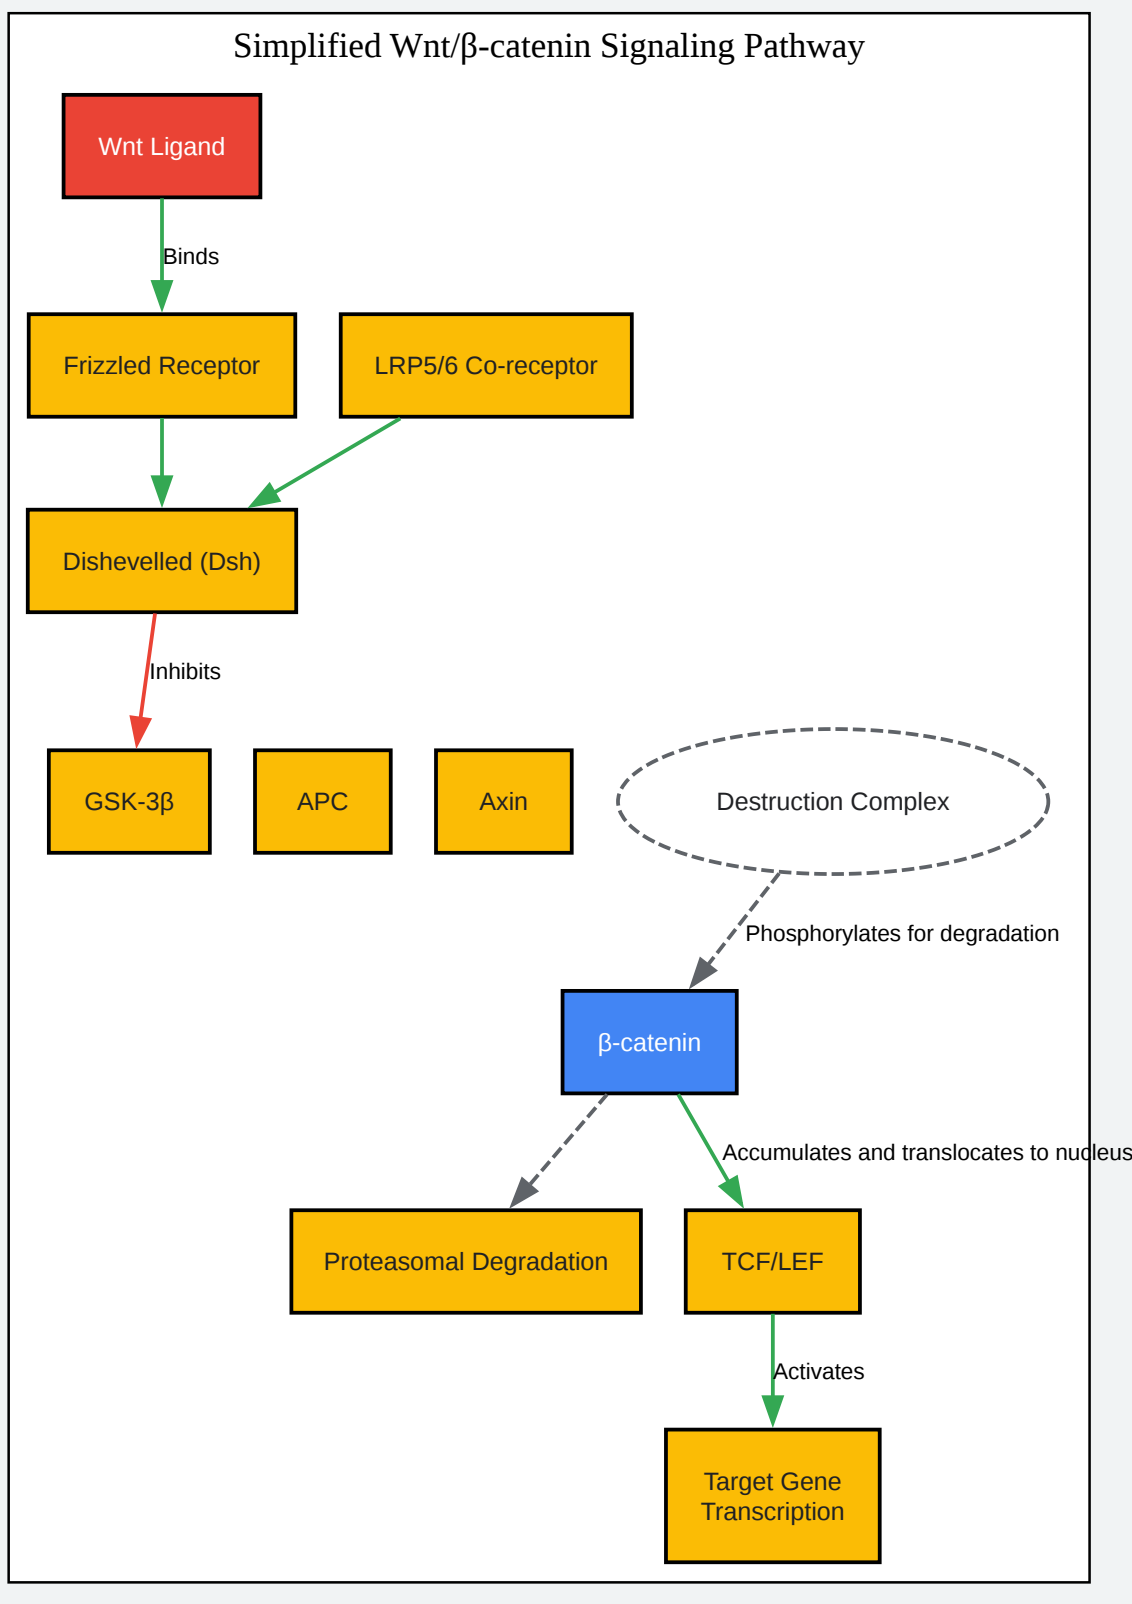 Simplified Wnt/β-catenin Signaling Pathway
Wnt Ligand
Binds
Frizzled Receptor
LRP5/6 Co-receptor
Dishevelled (Dsh)
Inhibits
GSK-3β
APC
Axin
Destruction Complex
Phosphorylates for degradation
β-catenin
Accumulates and translocates to nucleus
Proteasomal Degradation
TCF/LEF
Activates
Target Gene
Transcription